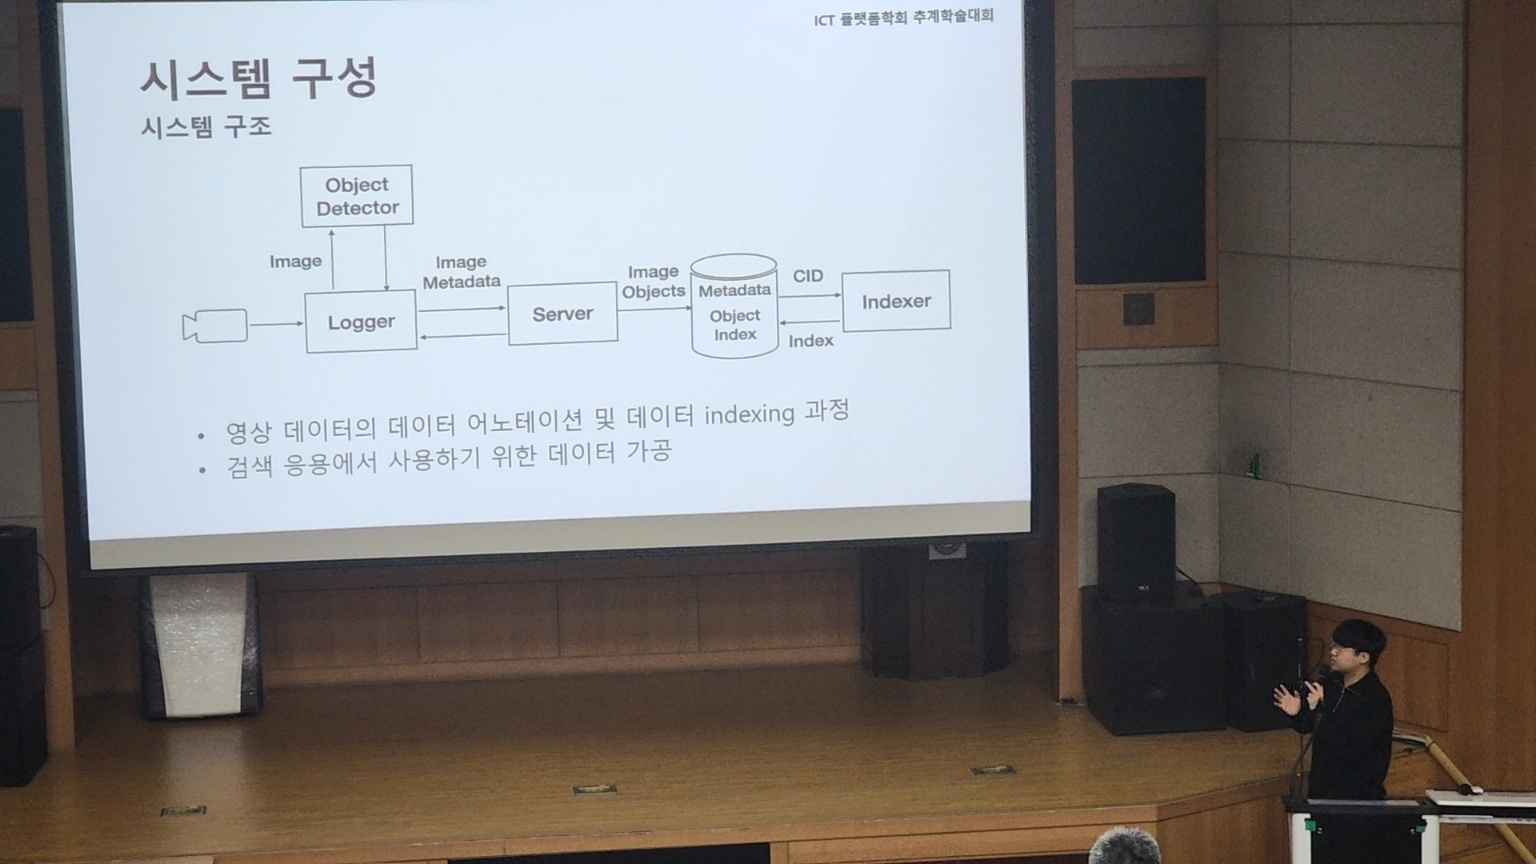 ICT 플랫폼학회 추계학술대회
시스템 구성
시스템 구조
Object
Detector
Image
Image
Metadata
Logger
Server
Image
Objects
Metadata
Object
Index
CID
Index
Indexer
• 영상 데이터의 데이터 어노테이션 및 데이터 indexing 과정
• 검색 응용에서 사용하기 위한 데이터 가공